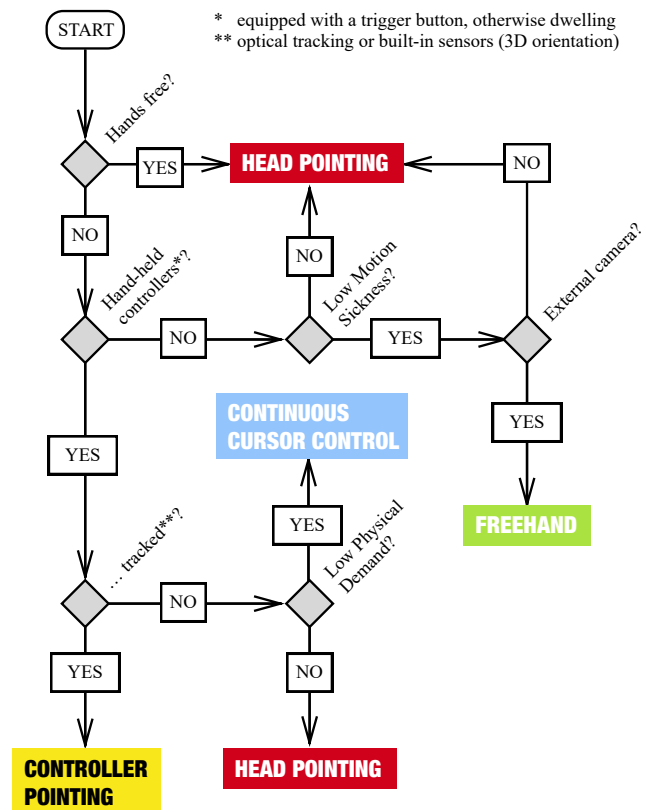 START
* equipped with a trigger button, otherwise dwelling
** optical tracking or built-in sensors (3D orientation)
Hands free?
YES
HEAD POINTING
NO
NO
NO
Hand-held
controllers*?
NO
Low Motion
Sickness?
YES
External camera?
YES
CONTINUOUS
CURSOR CONTROL
YES
FREEHAND
... tracked**?
YES
Low Physical
Demand?
NO
YES
NO
CONTROLLER
POINTING
HEAD POINTING